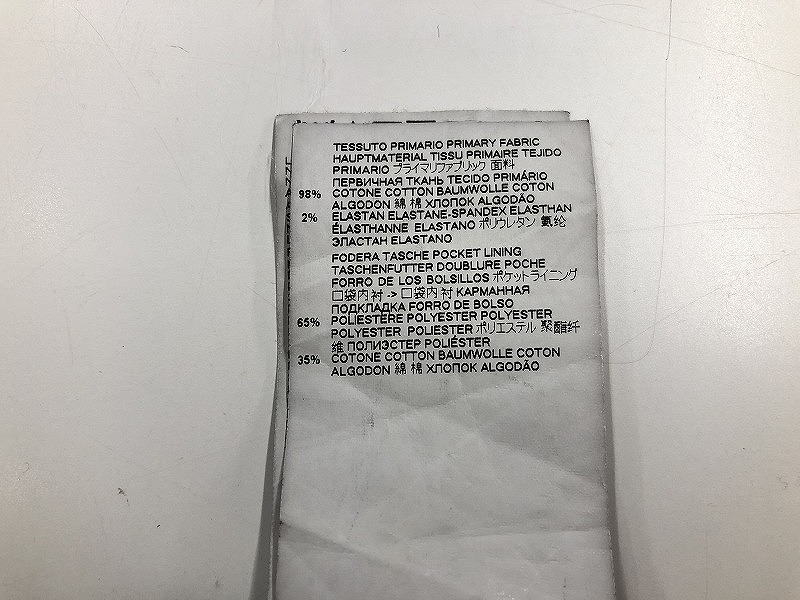 TESSUTO PRIMARIO PRIMARY FABRIC
HAUPTMATERIAL TISSU PRIMAIRE TEJIDO
PRIMARIO プライマリファブリック 面料
ПЕРВИЧНАЯ ТКАНЬ TECIDO PRIMÁRIO
98% COTONE COTTON BAUMWOLLE COTON
ALGODON 綿 棉 ХЛОПОК ALGODÃO
2% ELASTAN ELASTANE-SPANDEX ELASTHAN
ÉLASTHANNE ELASTANO ポリウレタン 氨纶
ЭЛАСТАН ELASTANO
FODERA TASCHE POCKET LINING
TASCHENFUTTER DOUBLURE POCHE
FORRO DE LOS BOLSILLOS ポケットライニング
口袋内衬 -> 口袋内衬 КАРМАННАЯ
ПОДКЛАДКА FORRO DE BOLSO
65% POLIESTERE POLYESTER POLYESTER
POLYESTER POLIESTER ポリエステル 聚酯纤
维 ПОЛИЭСТЕР POLIÉSTER
35% COTONE COTTON BAUMWOLLE COTON
ALGODON 綿 棉 ХЛОПОК ALGODÃO